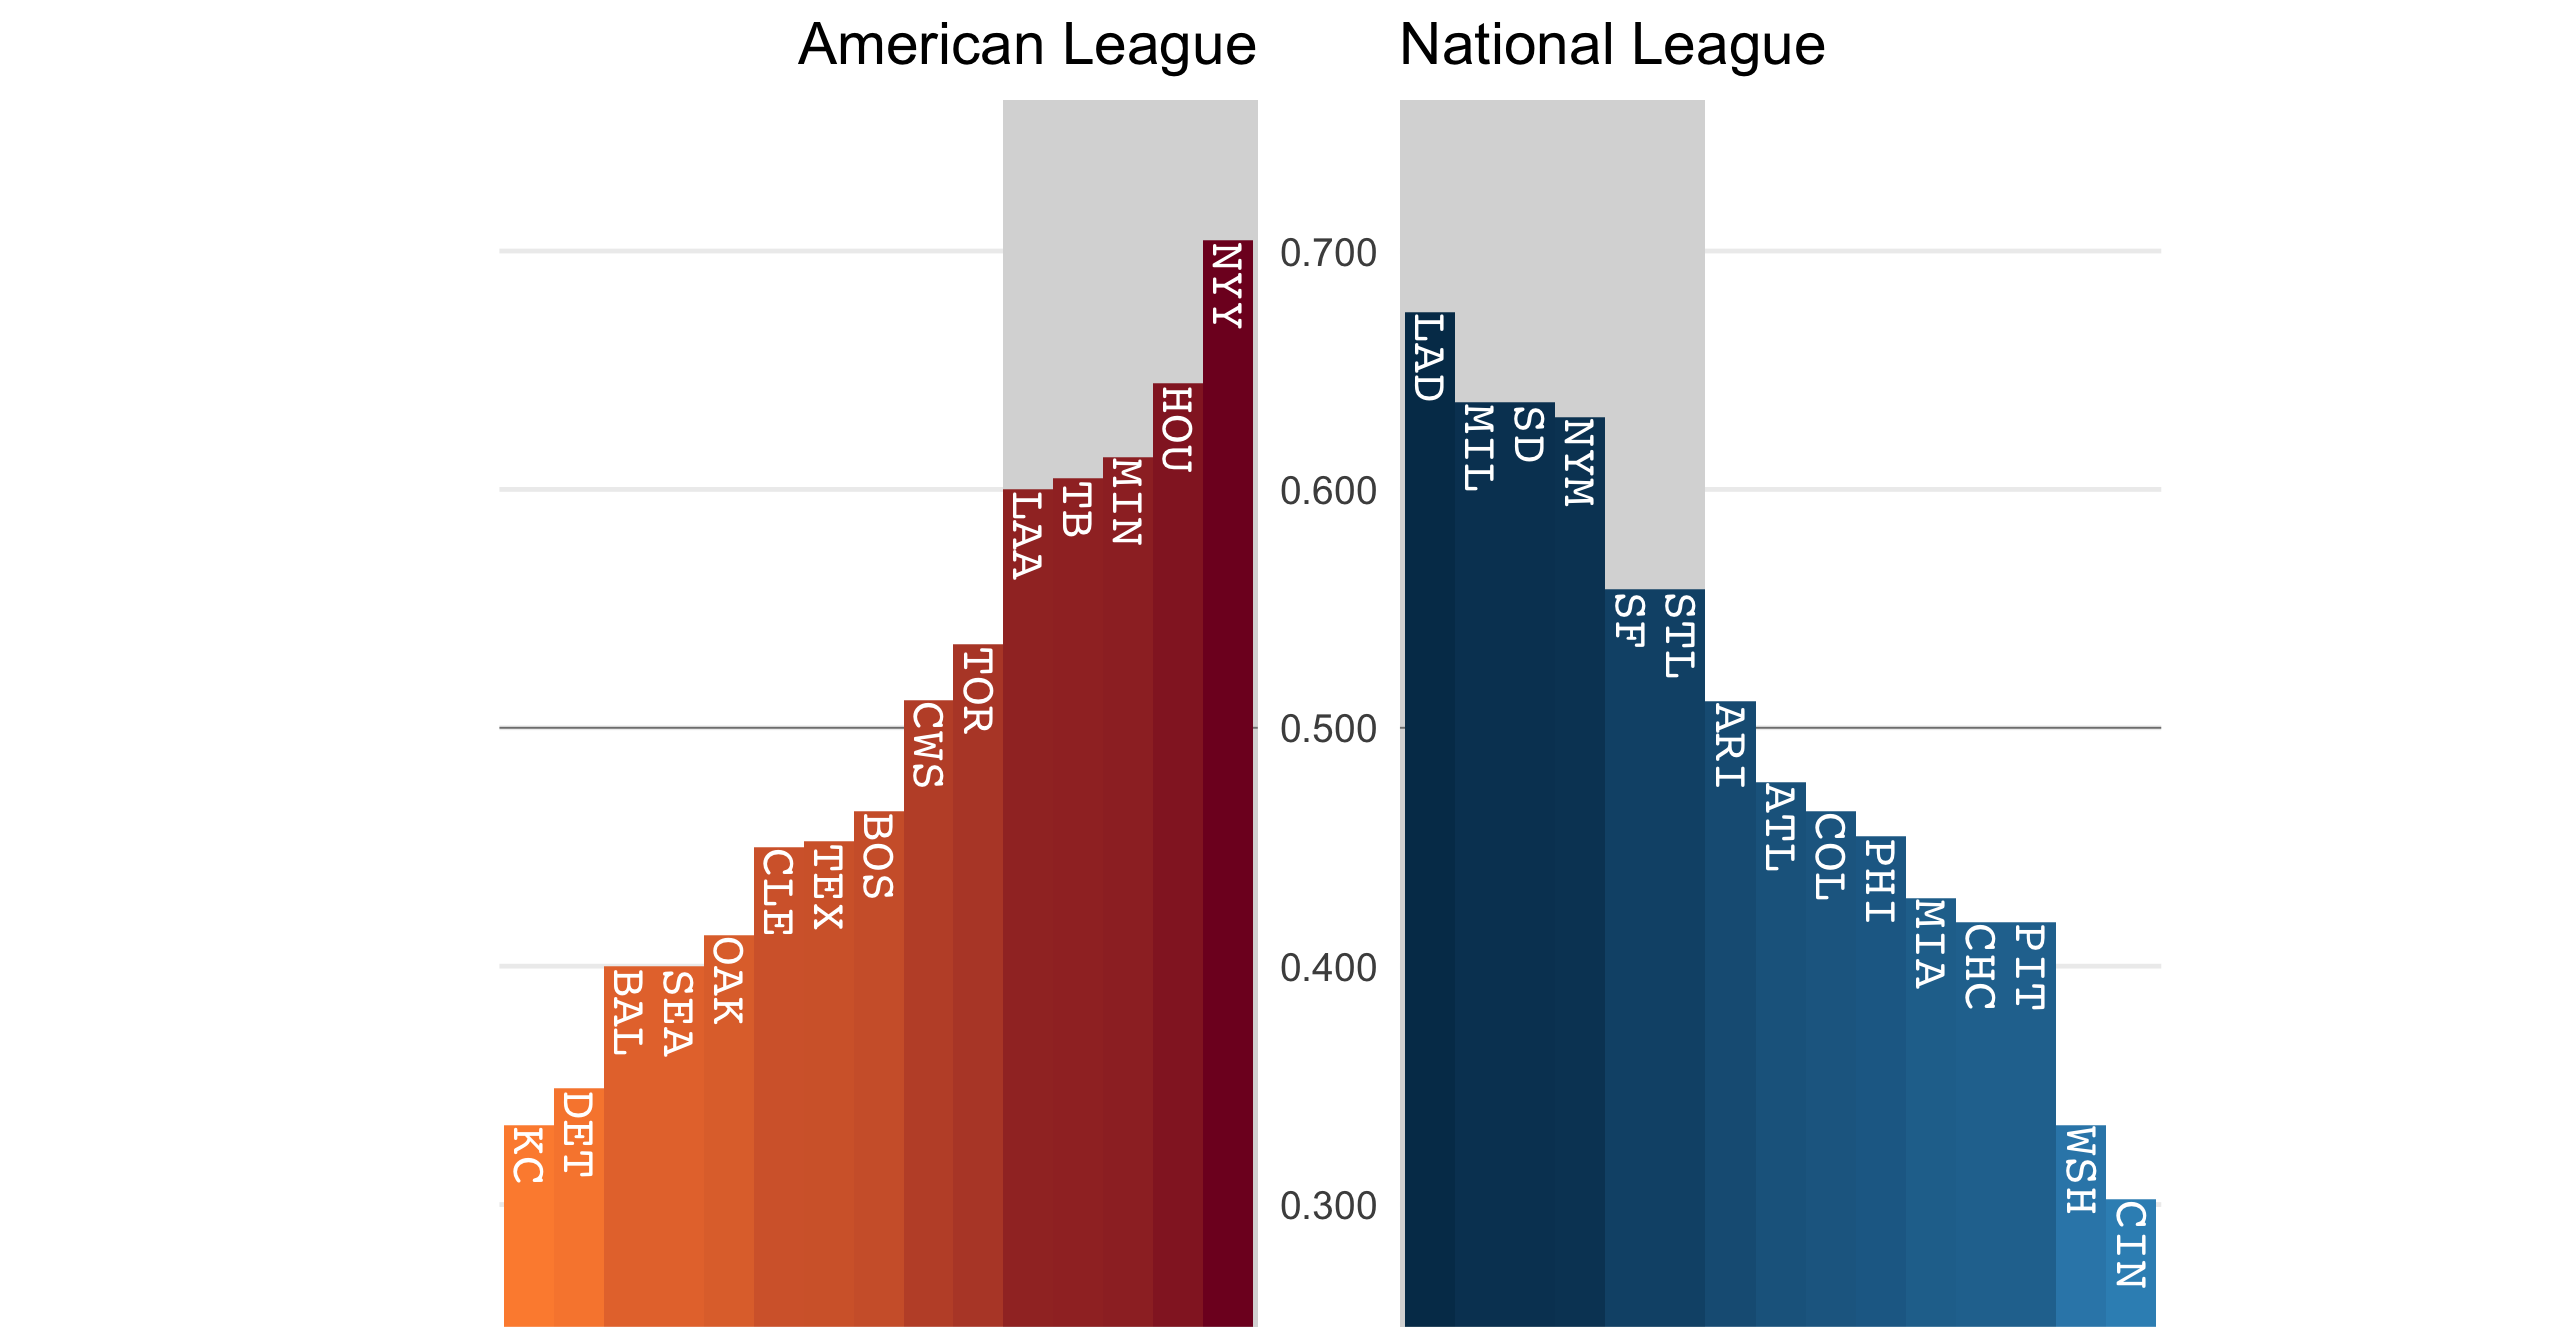 American League
National League
0.700
0.600
0.500
0.400
0.300
KC
DET
BAL
SEA
OAK
CLE
TEX
BOS
CWS
TOR
LAA
TB
MIN
HOU
NYY
LAD
MIL
SD
NYM
SF
STL
ARI
ATL
COL
PHI
MIA
CHC
PIT
WSH
CIN